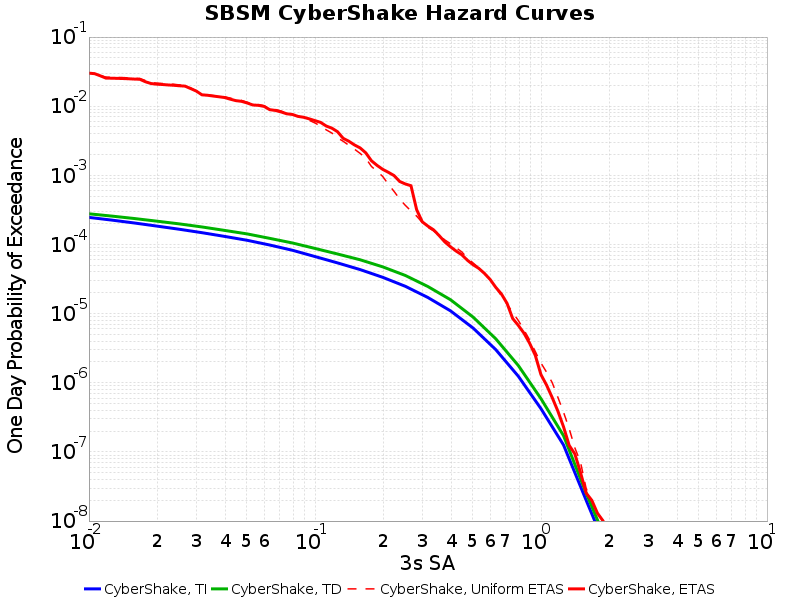 SBSM CyberShake Hazard Curves
One Day Probability of Exceedance
10-1
10-2
10-3
10-4
10-5
10-6
10-7
10-8
10-2 2 3 4 5 6 10-1 2 3 4 5 6 7 100 2 3 4 5 6 7 101
3s SA
CyberShake, TI CyberShake, TD CyberShake, Uniform ETAS CyberShake, ETAS